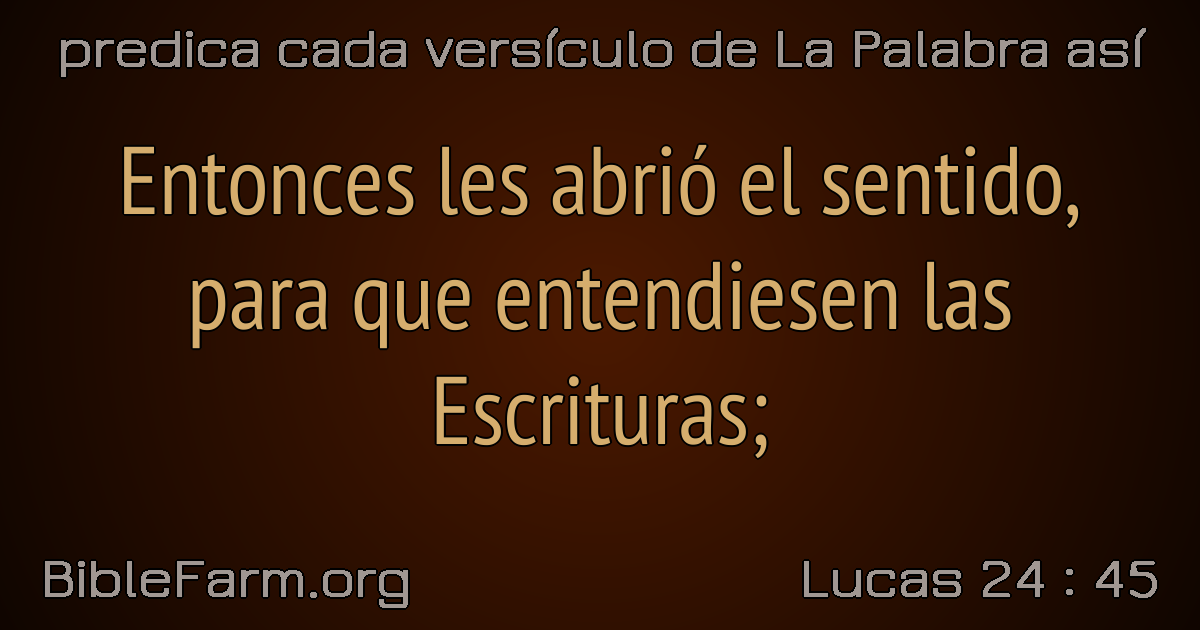 predica cada versículo de La Palabra así
Entonces les abrió el sentido,
para que entendiesen las
Escrituras;
BibleFarm.org
Lucas 24 : 45